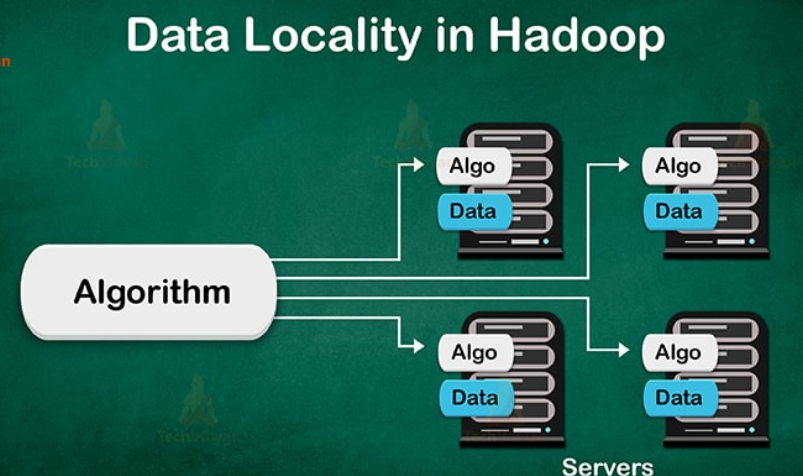 Data Locality in Hadoop
n
Algo
Data
Algo
Data
Algorithm
Algo
Data
Algo
Data
Servers